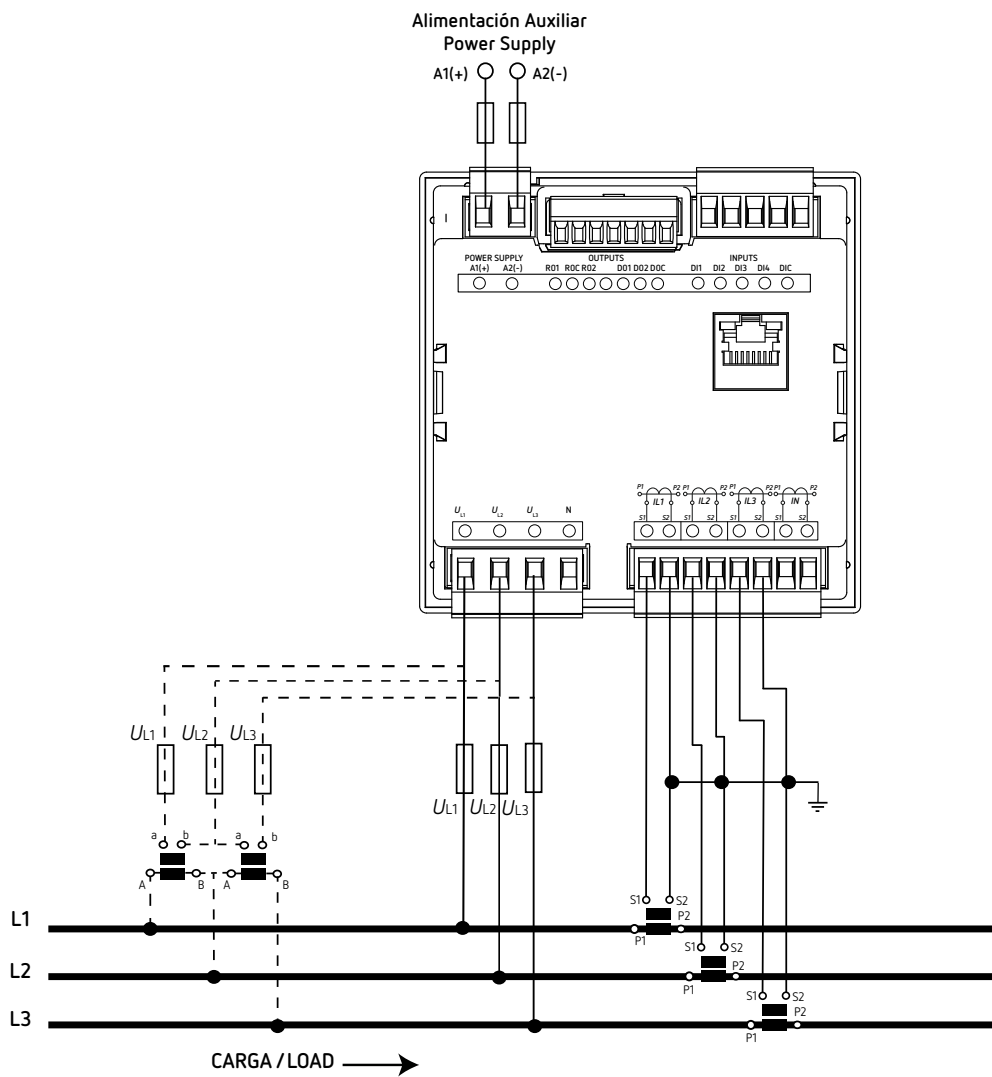 Alimentación Auxiliar
Power Supply
A1(+) A2(-)
I
POWER SUPPLY OUTPUTS INPUTS
A1(+) A2(-) RO1 ROC RO2 DO1 DO2 DOC DI1 DI2 DI3 DI4 DIC
P1 P2 P1 P2 P1 P2 P1 P2
IL1 IL2 IL3 IN
UL1 UL2 UL3 N S1 S2 S1 S2 S1 S2 S1 S2
UL1 UL2 UL3
UL1 UL2 UL3
a b a b
A B A B
S1 S2
L1 P1 P2
S1 S2
L2 P1 P2
S1 S2
L3 P1 P2
CARGA / LOAD